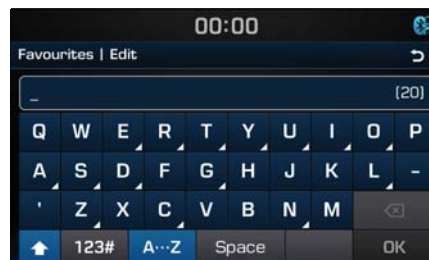 00:00
Favourites | Edit
_ (20)
Q W E R T Y U I O P
A S D F G H J K L -
' Z X C V B N M
123# A···Z Space OK